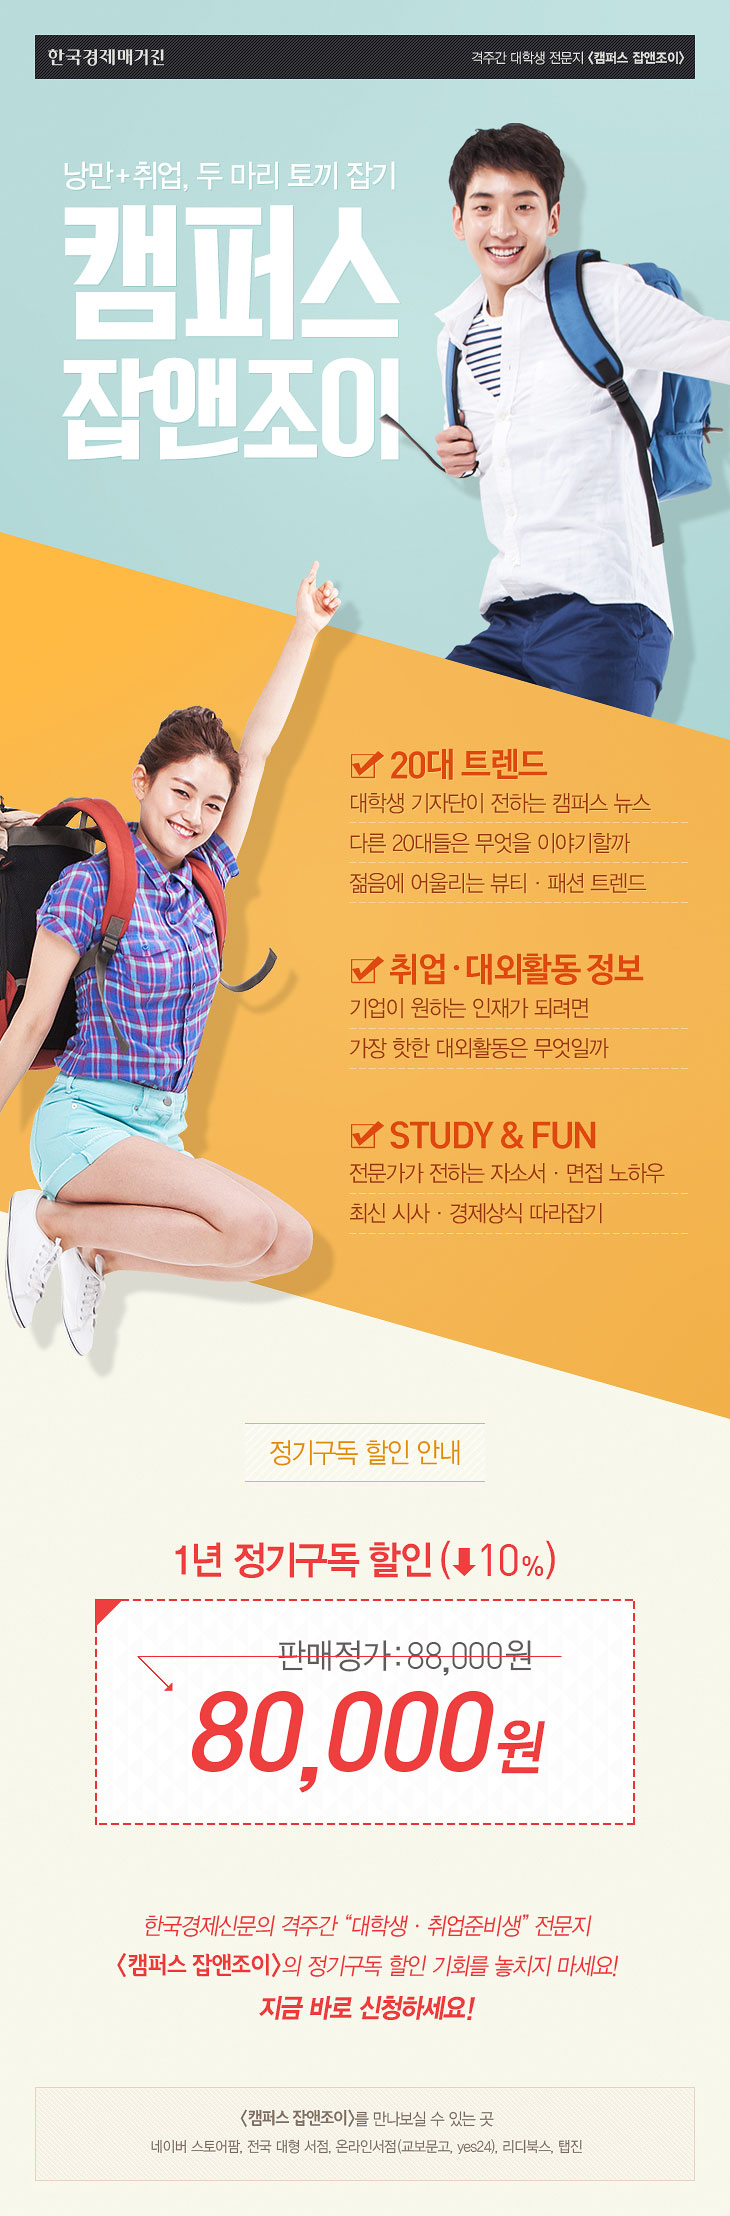 한국경제매거진
격주간 대학생 전문지 <캠퍼스 잡앤조이>
낭만+취업, 두 마리 토끼 잡기
캠퍼스
잡앤조이
20대 트렌드
대학생 기자단이 전하는 캠퍼스 뉴스
다른 20대들은 무엇을 이야기할까
젊음에 어울리는 뷰티 · 패션 트렌드
취업 · 대외활동 정보
기업이 원하는 인재가 되려면
가장 핫한 대외활동은 무엇일까
STUDY & FUN
전문가가 전하는 자소서 · 면접 노하우
최신 시사 · 경제상식 따라잡기
정기구독 할인 안내
1년 정기구독 할인 (⬇10%)
판매정가 : 88,000원
80,000원
한국경제신문의 격주간 “대학생 · 취업준비생” 전문지
<캠퍼스 잡앤조이>의 정기구독 할인 기회를 놓치지 마세요!
지금 바로 신청하세요!
<캠퍼스 잡앤조이>를 만나보실 수 있는 곳
네이버 스토어팜, 전국 대형 서점, 온라인서점(교보문고, yes24), 리디북스, 탭진